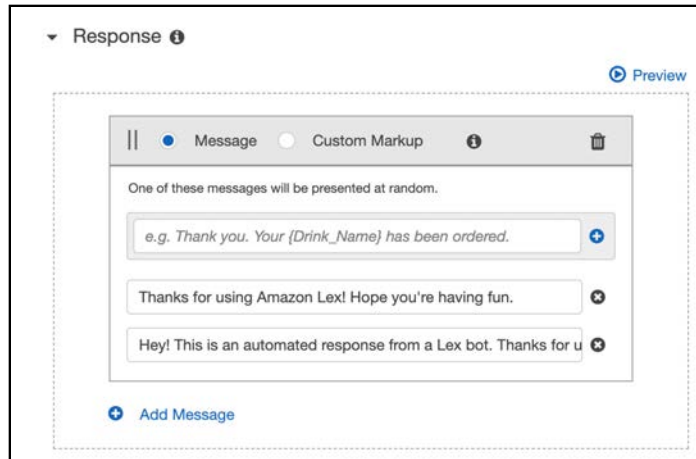 Response
Preview
Message Custom Markup
One of these messages will be presented at random.
e.g. Thank you. Your {Drink_Name} has been ordered.
Thanks for using Amazon Lex! Hope you're having fun.
Hey! This is an automated response from a Lex bot. Thanks for u
Add Message